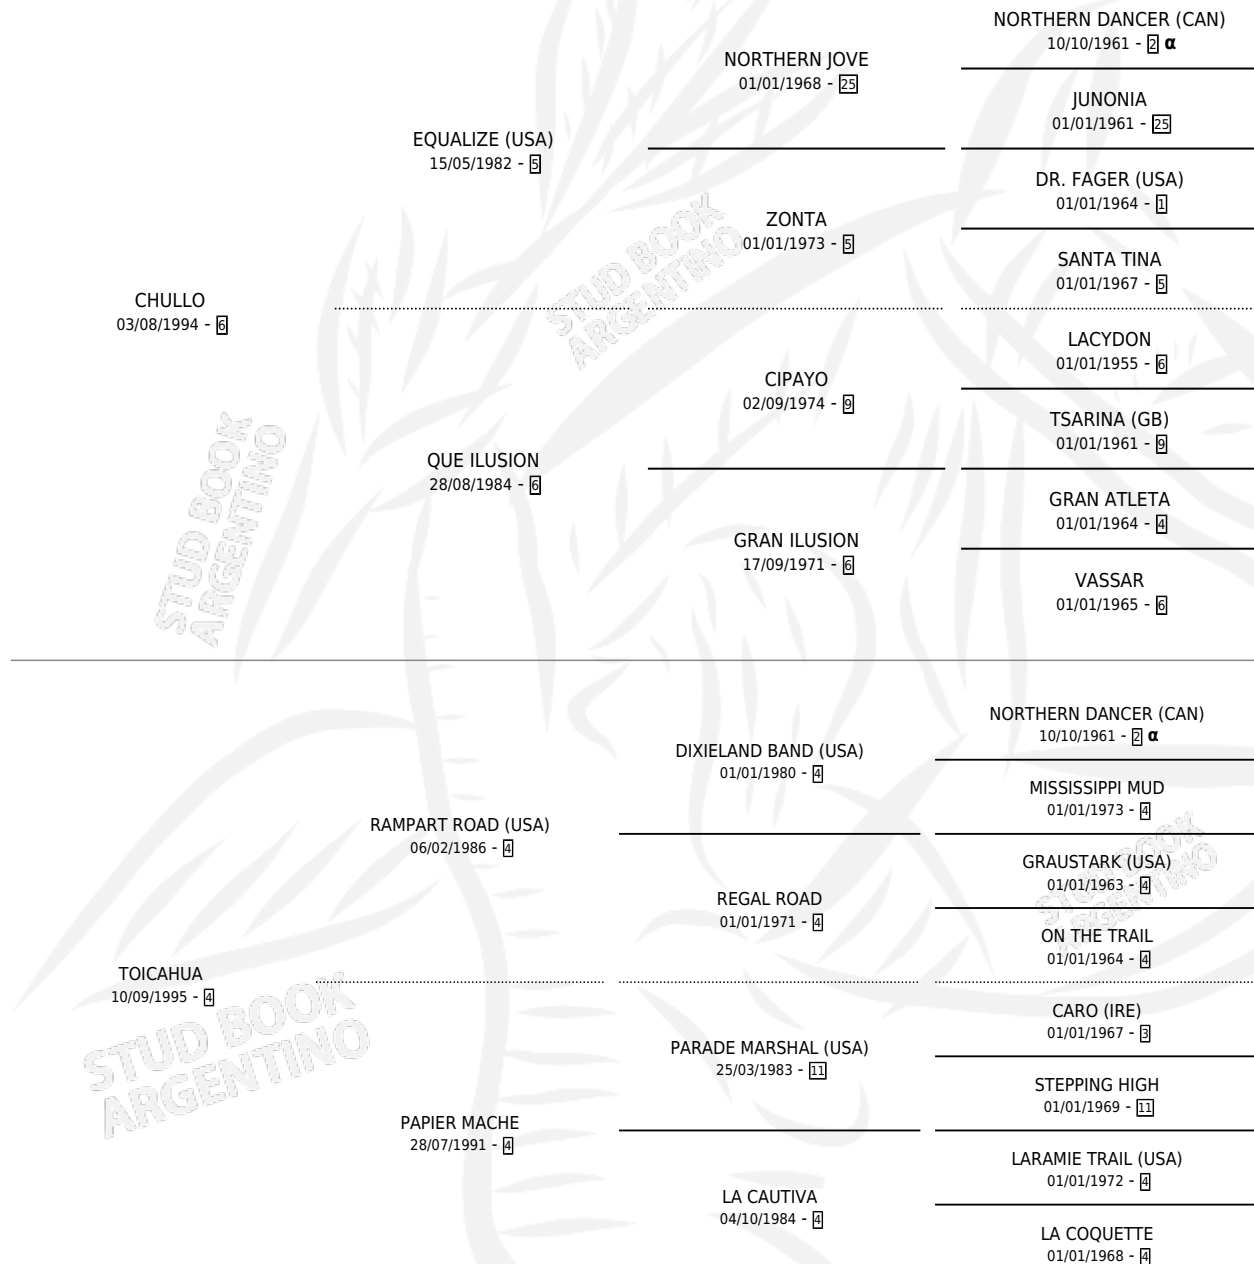 NORTHERN DANCER (CAN)
10/10/1961 - 2 α
NORTHERN JOVE
01/01/1968 - 25
JUNONIA
01/01/1961 - 25
EQUALIZE (USA)
15/05/1982 - 5
DR. FAGER (USA)
01/01/1964 - 1
ZONTA
01/01/1973 - 5
SANTA TINA
01/01/1967 - 5
CHULLO
03/08/1994 - 6
LACYDON
01/01/1955 - 6
CIPAYO
02/09/1974 - 9
TSARINA (GB)
01/01/1961 - 9
QUE ILUSION
28/08/1984 - 6
GRAN ATLETA
01/01/1964 - 4
GRAN ILUSION
17/09/1971 - 6
VASSAR
01/01/1965 - 6
STUD BOOK
ARGENTINO
STUD BOOK
ARGENTINO
NORTHERN DANCER (CAN)
10/10/1961 - 2 α
DIXIELAND BAND (USA)
01/01/1980 - 4
MISSISSIPPI MUD
01/01/1973 - 4
RAMPART ROAD (USA)
06/02/1986 - 4
GRAUSTARK (USA)
01/01/1963 - 4
REGAL ROAD
01/01/1971 - 4
ON THE TRAIL
01/01/1964 - 4
TOICAHUA
10/09/1995 - 4
CARO (IRE)
01/01/1967 - 3
PARADE MARSHAL (USA)
25/03/1983 - 11
STEPPING HIGH
01/01/1969 - 11
PAPIER MACHE
28/07/1991 - 4
LARAMIE TRAIL (USA)
01/01/1972 - 4
LA CAUTIVA
04/10/1984 - 4
LA COQUETTE
01/01/1968 - 4
STUD BOOK
ARGENTINO
STUD BOOK
ARGENTINO